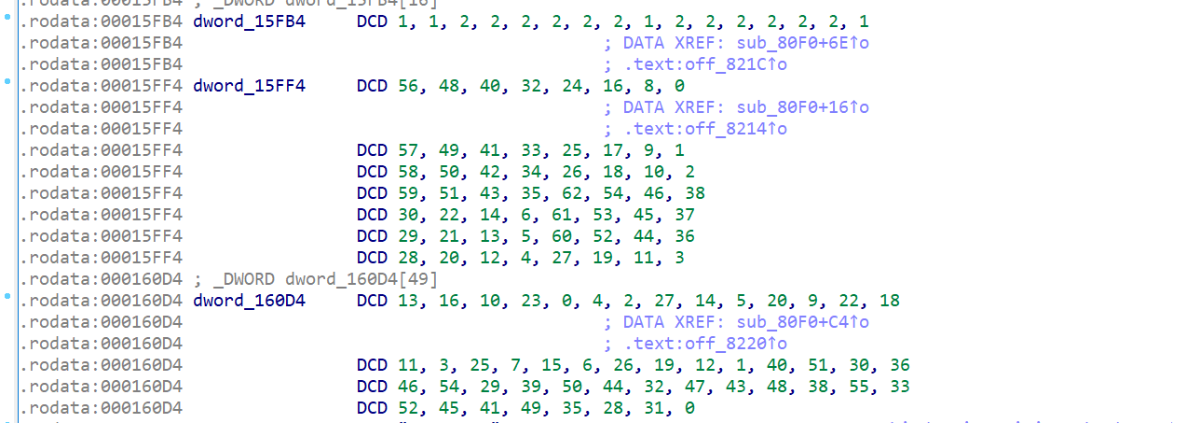 .rodata:00015FB4 ; _DWORD dword_15FB4[16]
.rodata:00015FB4 dword_15FB4 DCD 1, 1, 2, 2, 2, 2, 2, 2, 1, 2, 2, 2, 2, 2, 2, 1
.rodata:00015FB4 ; DATA XREF: sub_80F0+6E↑o
.rodata:00015FB4 ; .text:off_821C↑o
.rodata:00015FF4 dword_15FF4 DCD 56, 48, 40, 32, 24, 16, 8, 0
.rodata:00015FF4 ; DATA XREF: sub_80F0+16↑o
.rodata:00015FF4 ; .text:off_8214↑o
.rodata:00015FF4 DCD 57, 49, 41, 33, 25, 17, 9, 1
.rodata:00015FF4 DCD 58, 50, 42, 34, 26, 18, 10, 2
.rodata:00015FF4 DCD 59, 51, 43, 35, 62, 54, 46, 38
.rodata:00015FF4 DCD 30, 22, 14, 6, 61, 53, 45, 37
.rodata:00015FF4 DCD 29, 21, 13, 5, 60, 52, 44, 36
.rodata:00015FF4 DCD 28, 20, 12, 4, 27, 19, 11, 3
.rodata:000160D4 ; _DWORD dword_160D4[49]
.rodata:000160D4 dword_160D4 DCD 13, 16, 10, 23, 0, 4, 2, 27, 14, 5, 20, 9, 22, 18
.rodata:000160D4 ; DATA XREF: sub_80F0+C4↑o
.rodata:000160D4 ; .text:off_8220↑o
.rodata:000160D4 DCD 11, 3, 25, 7, 15, 6, 26, 19, 12, 1, 40, 51, 30, 36
.rodata:000160D4 DCD 46, 54, 29, 39, 50, 44, 32, 47, 43, 48, 38, 55, 33
.rodata:000160D4 DCD 52, 45, 41, 49, 35, 28, 31, 0